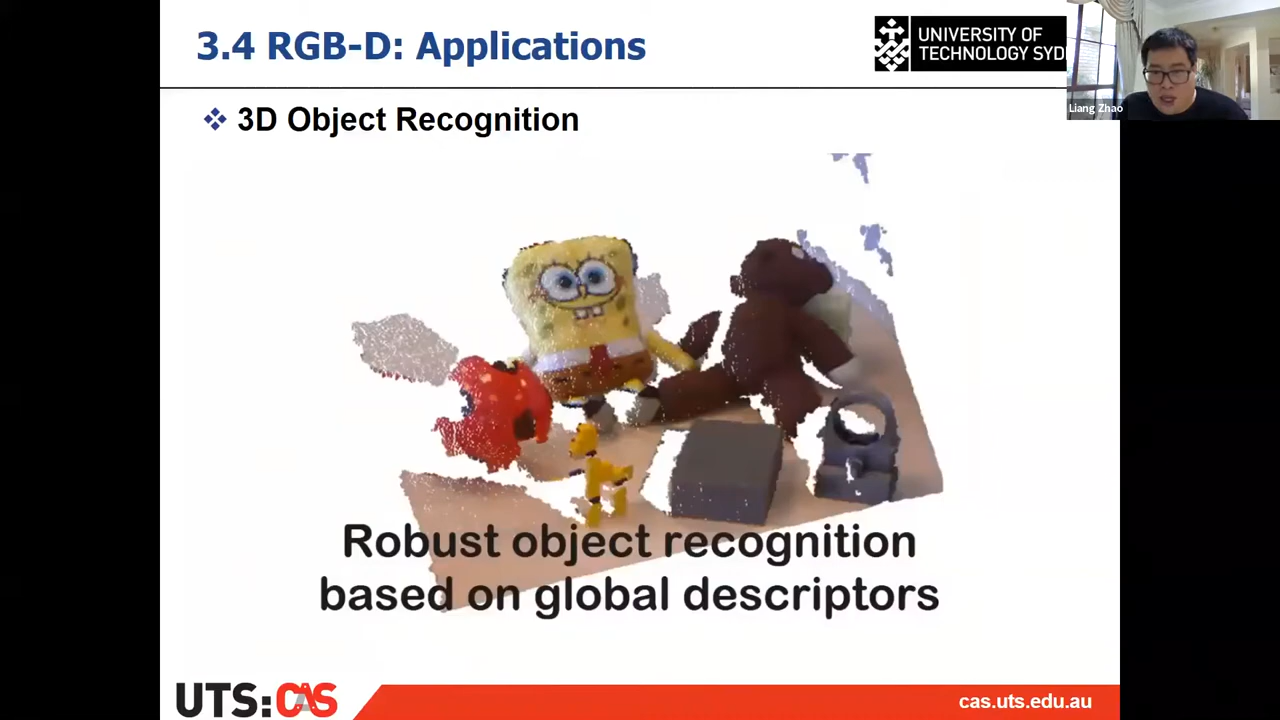 3.4 RGB-D: Applications
UNIVERSITY OF
TECHNOLOGY SYD
Liang Zhao
3D Object Recognition
Robust object recognition
based on global descriptors
UTS:CAS
cas.uts.edu.au